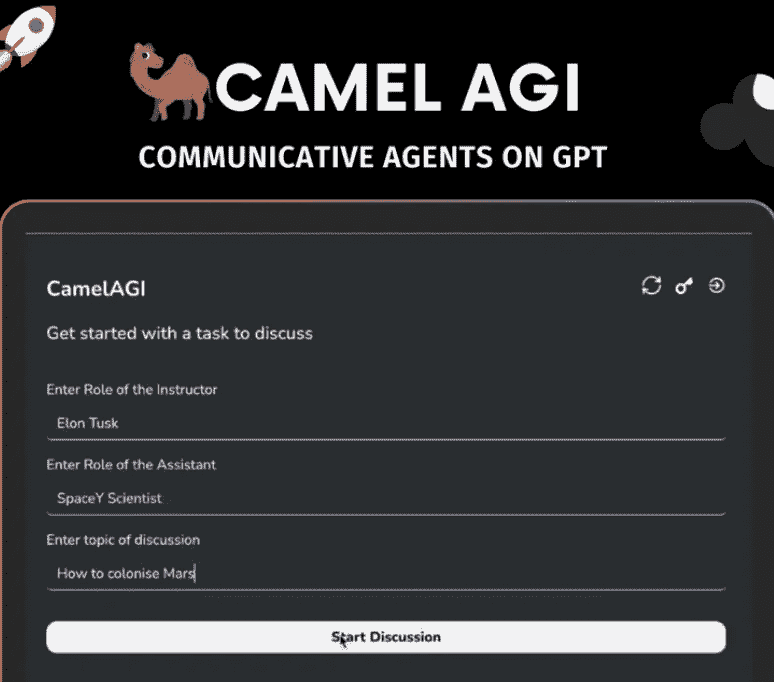 CAMEL AGI
COMMUNICATIVE AGENTS ON GPT
CamelAGI
Get started with a task to discuss
Enter Role of the Instructor
Elon Tusk
Enter Role of the Assistant
SpaceY Scientist
Enter topic of discussion
How to colonise Mars
Start Discussion